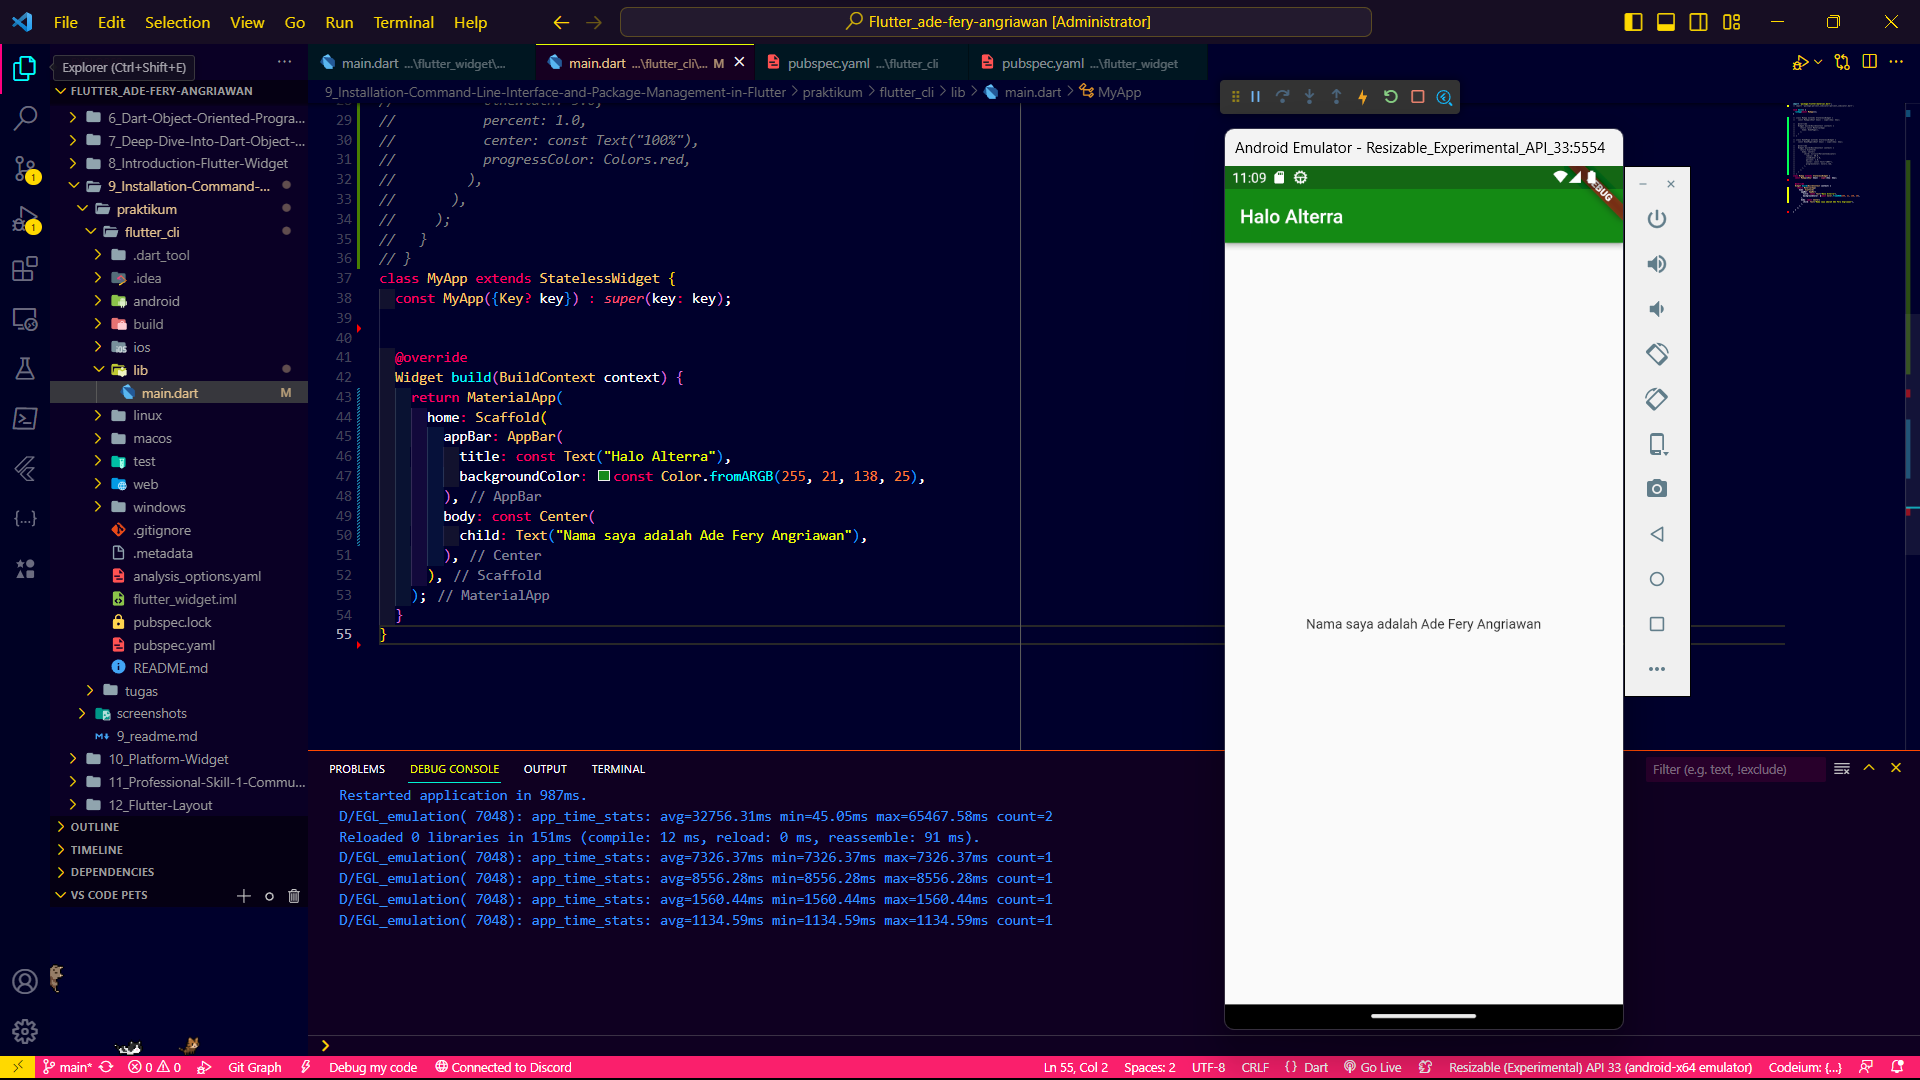 File Edit Selection View Go Run Terminal Help
Flutter_ade-fery-angriawan [Administrator]
Explorer (Ctrl+Shift+E)
FLUTTER_ADE-FERY-ANGRIAWAN
6_Dart-Object-Oriented-Progra...
7_Deep-Dive-Into-Dart-Object-...
8_Introduction-Flutter-Widget
9_Installation-Command-...
praktikum
flutter_cli
.dart_tool
.idea
android
build
ios
lib
main.dart M
linux
macos
test
web
windows
.gitignore
.metadata
analysis_options.yaml
flutter_widget.iml
pubspec.lock
pubspec.yaml
README.md
tugas
screenshots
9_readme.md
10_Platform-Widget
11_Professional-Skill-1-Commu...
12_Flutter-Layout
OUTLINE
TIMELINE
DEPENDENCIES
VS CODE PETS
main.dart ...\flutter_widget\...
main.dart ...\flutter_cli\... M
pubspec.yaml ...\flutter_cli
pubspec.yaml ...\flutter_widget
9_Installation-Command-Line-Interface-and-Package-Management-in-Flutter > praktikum > flutter_cli > lib > main.dart > MyApp
29 // percent: 1.0,
30 // center: const Text("100%"),
31 // progressColor: Colors.red,
32 // ),
33 // ),
34 // );
35 // }
36 // }
37 class MyApp extends StatelessWidget {
38 const MyApp({Key? key}) : super(key: key);
39
40
41 @override
42 Widget build(BuildContext context) {
43 return MaterialApp(
44 home: Scaffold(
45 appBar: AppBar(
46 title: const Text("Halo Alterra"),
47 backgroundColor: const Color.fromARGB(255, 21, 138, 25),
48 ), // AppBar
49 body: const Center(
50 child: Text("Nama saya adalah Ade Fery Angriawan"),
51 ), // Center
52 ), // Scaffold
53 ); // MaterialApp
54 }
55 }
Android Emulator - Resizable_Experimental_API_33:5554
11:09
Halo Alterra
Nama saya adalah Ade Fery Angriawan
PROBLEMS DEBUG CONSOLE OUTPUT TERMINAL
Filter (e.g. text, !exclude)
Restarted application in 987ms.
D/EGL_emulation( 7048): app_time_stats: avg=32756.31ms min=45.05ms max=65467.58ms count=2
Reloaded 0 libraries in 151ms (compile: 12 ms, reload: 0 ms, reassemble: 91 ms).
D/EGL_emulation( 7048): app_time_stats: avg=7326.37ms min=7326.37ms max=7326.37ms count=1
D/EGL_emulation( 7048): app_time_stats: avg=8556.28ms min=8556.28ms max=8556.28ms count=1
D/EGL_emulation( 7048): app_time_stats: avg=1560.44ms min=1560.44ms max=1560.44ms count=1
D/EGL_emulation( 7048): app_time_stats: avg=1134.59ms min=1134.59ms max=1134.59ms count=1
main* 0 0 Git Graph Debug my code Connected to Discord
Ln 55, Col 2 Spaces: 2 UTF-8 CRLF {} Dart Go Live Resizable (Experimental) API 33 (android-x64 emulator) Codeium: {...}